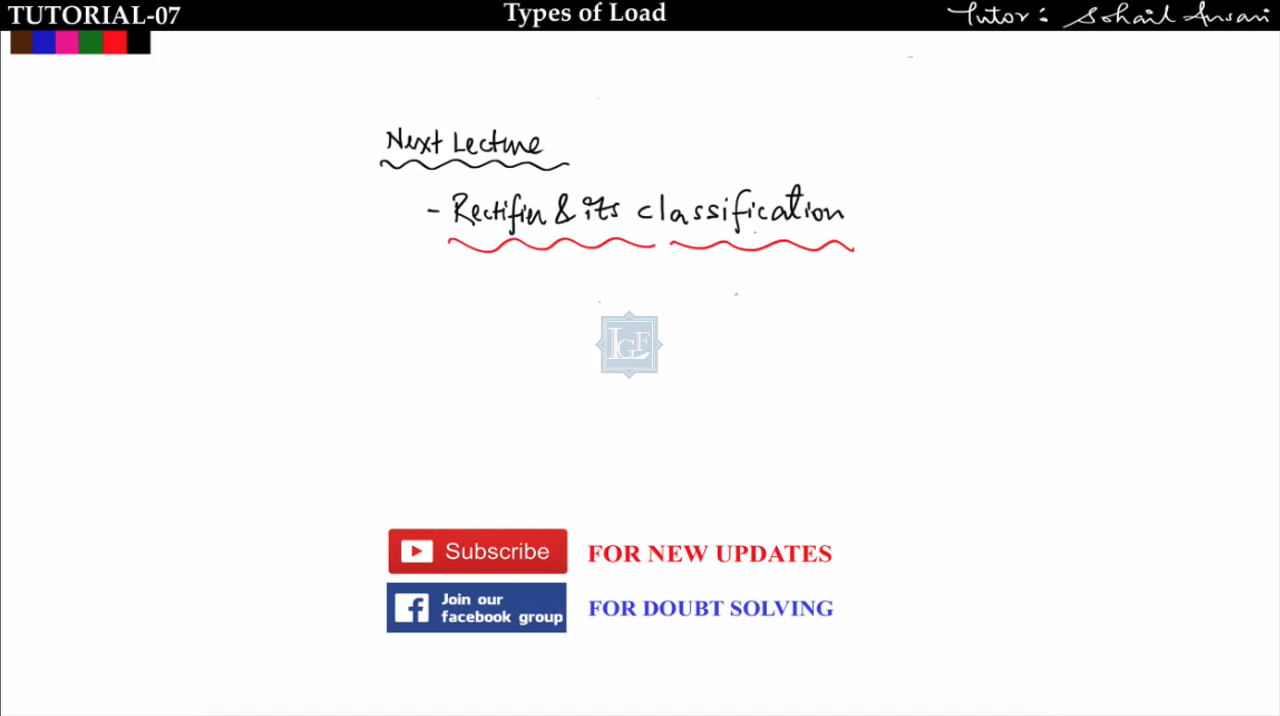 TUTORIAL-07
Types of Load
Tutor: Sohail Ansari
Next Lecture
- Rectifier & its classification
LGF
Subscribe
FOR NEW UPDATES
Join our
facebook group
FOR DOUBT SOLVING